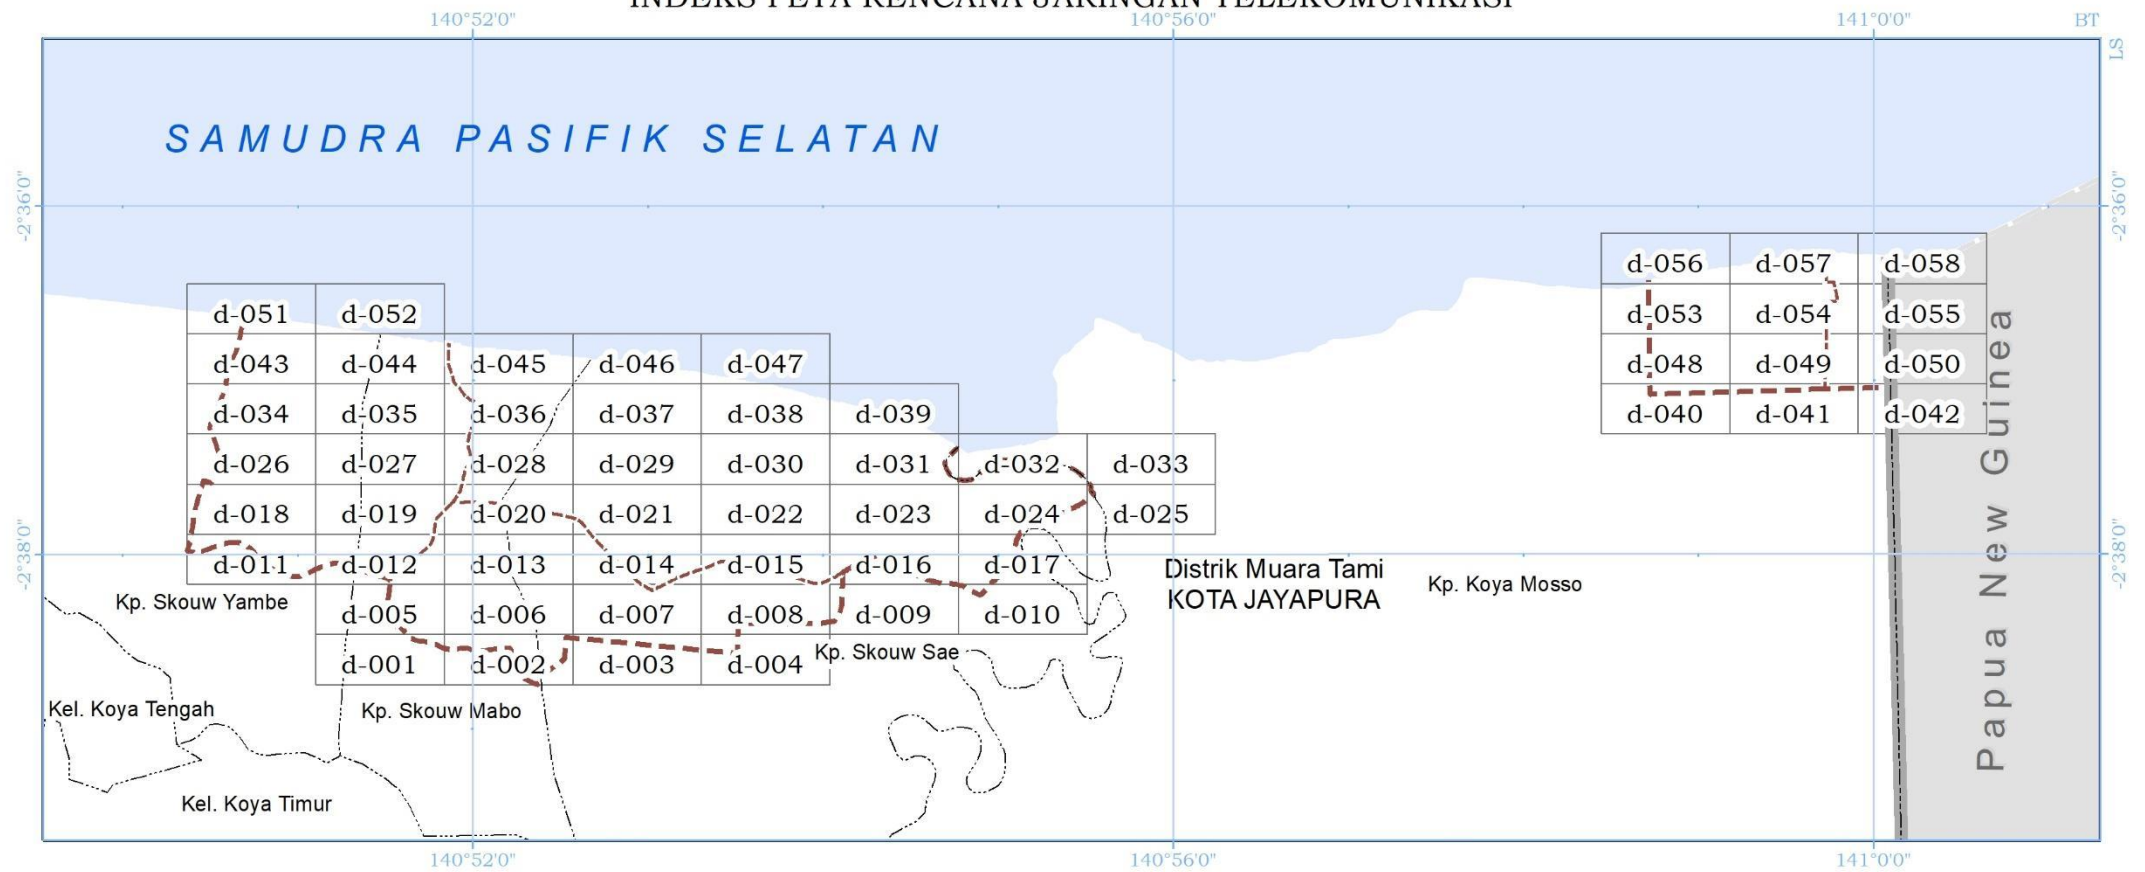 INDEKS PETA RENCANA JARINGAN TELEKOMUNIKASI
140°52'0" 140°56'0" 141°0'0" BT
LS
SAMUDRA PASIFIK SELATAN
-2°36'0" -2°36'0"
d-056 d-057 d-058
d-051 d-052 d-053 d-054 d-055
d-043 d-044 d-045 d-046 d-047 d-048 d-049 d-050
d-034 d-035 d-036 d-037 d-038 d-039 d-040 d-041 d-042
d-026 d-027 d-028 d-029 d-030 d-031 d-032 d-033
d-018 d-019 d-020 d-021 d-022 d-023 d-024 d-025
d-011 d-012 d-013 d-014 d-015 d-016 d-017
-2°38'0" -2°38'0"
Distrik Muara Tami
KOTA JAYAPURA
Kp. Koya Mosso
Papua New Guinea
Kp. Skouw Yambe
d-005 d-006 d-007 d-008 d-009 d-010
d-001 d-002 d-003 d-004
Kp. Skouw Sae
Kel. Koya Tengah
Kp. Skouw Mabo
Kel. Koya Timur
140°52'0" 140°56'0" 141°0'0"